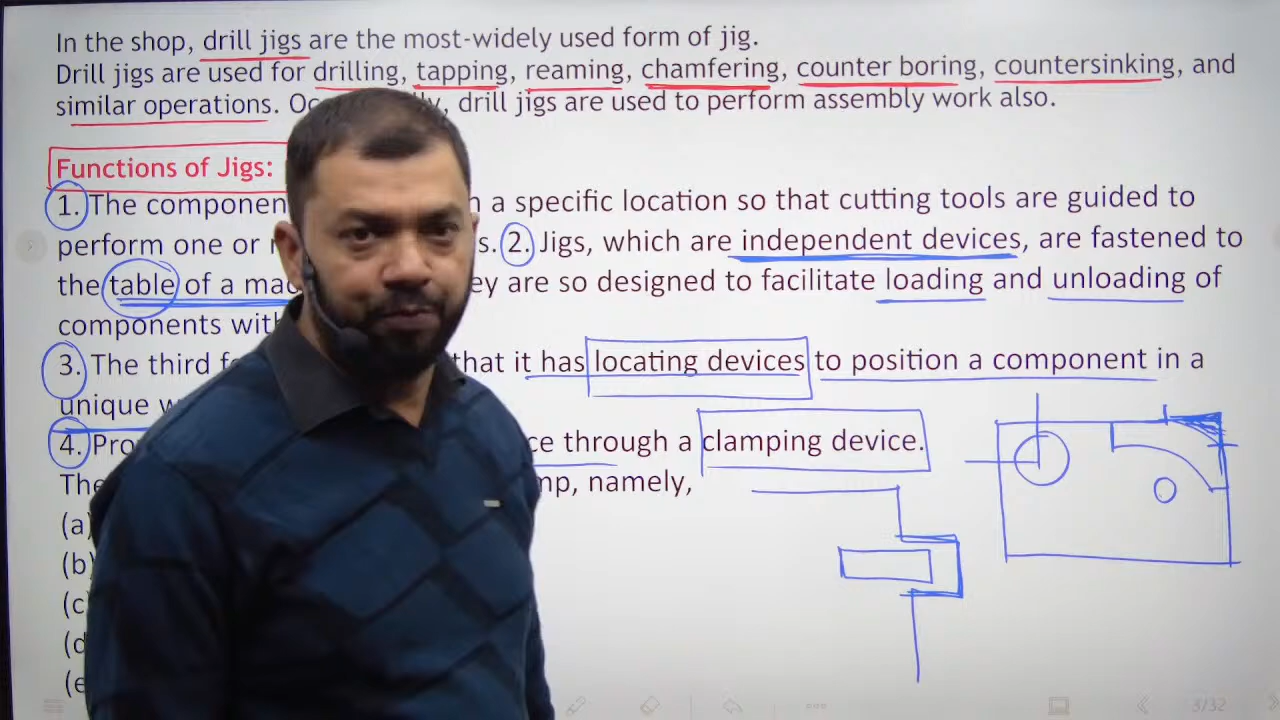 In the shop, drill jigs are the most-widely used form of jig.
Drill jigs are used for drilling, tapping, reaming, chamfering, counter boring, countersinking, and
similar operations. Oc ly, drill jigs are used to perform assembly work also.
Functions of Jigs:
1. The componen n a specific location so that cutting tools are guided to
perform one or s. 2. Jigs, which are independent devices, are fastened to
the table of a mac ey are so designed to facilitate loading and unloading of
components wit
3. The third f that it has locating devices to position a component in a
unique
4. Pro ce through a clamping device.
The mp, namely,
(a)
(b)
(c
(d
(e
3/32